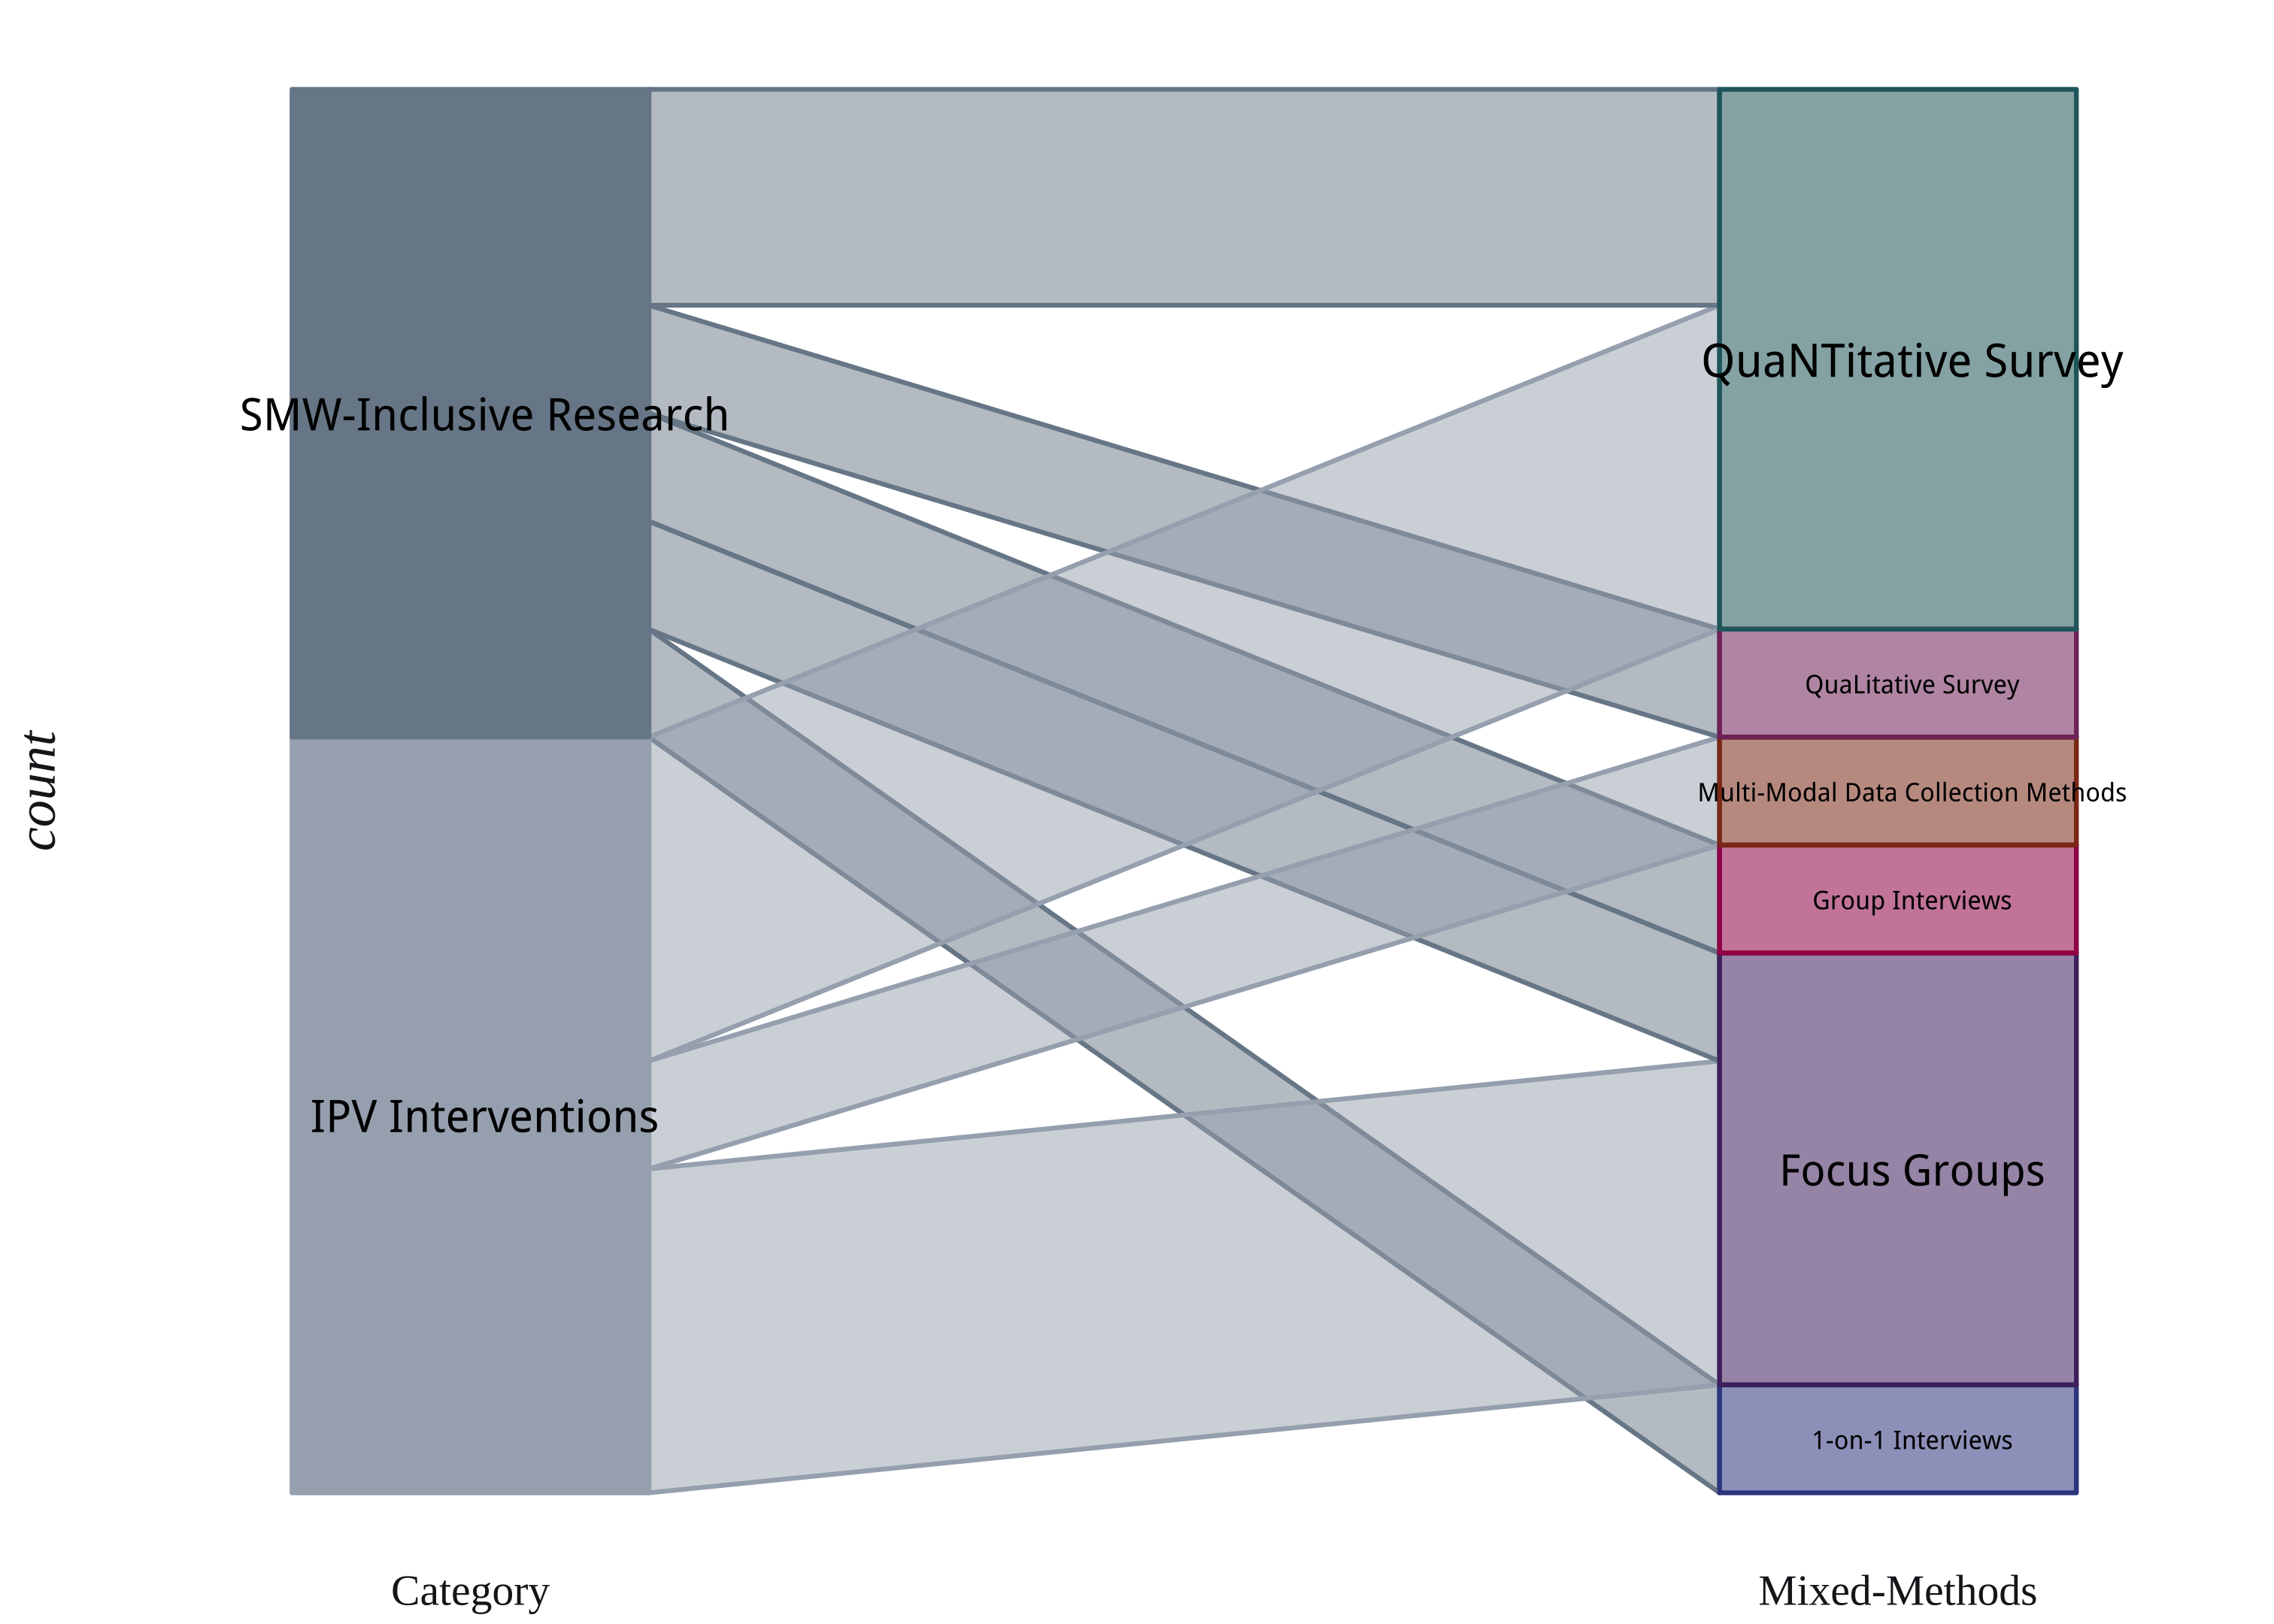 SMW-Inclusive Research
IPV Interventions
count
QuaNTitative Survey
QuaLitative Survey
Multi-Modal Data Collection Methods
Group Interviews
Focus Groups
1-on-1 Interviews
Category
Mixed-Methods